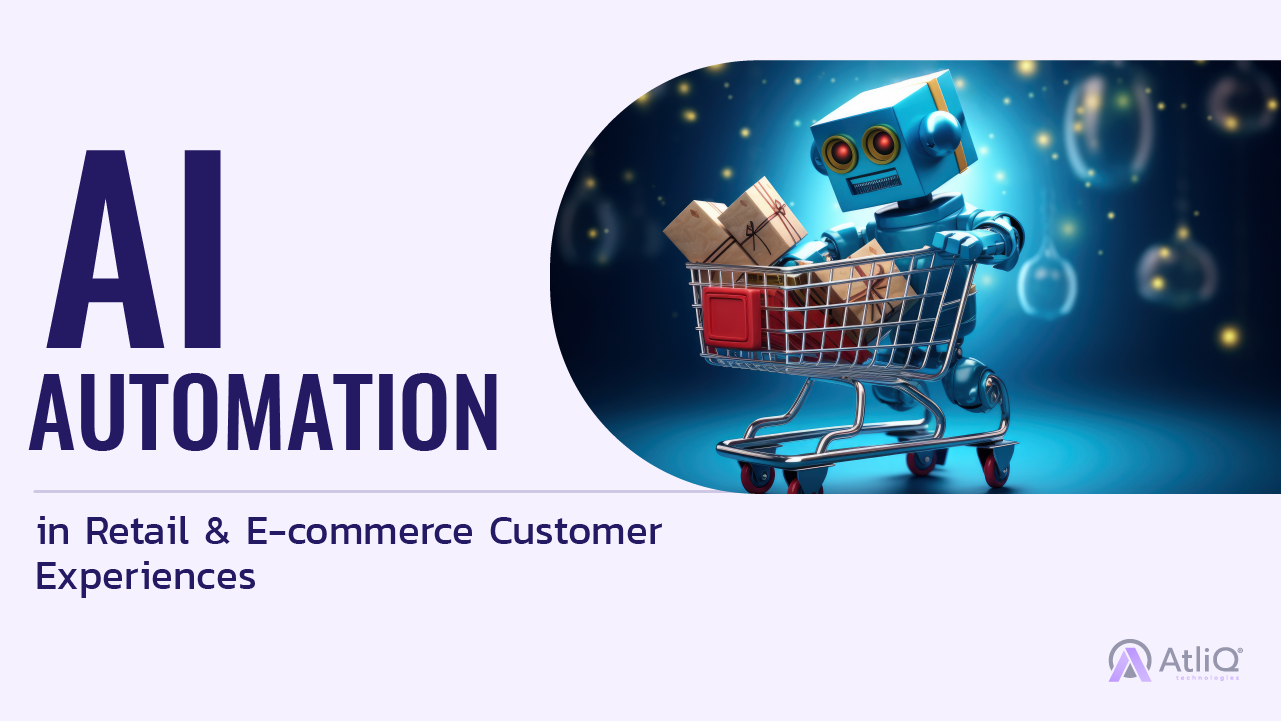 AI
AUTOMATION
in Retail & E-commerce Customer
Experiences
AtliQ®
technologies